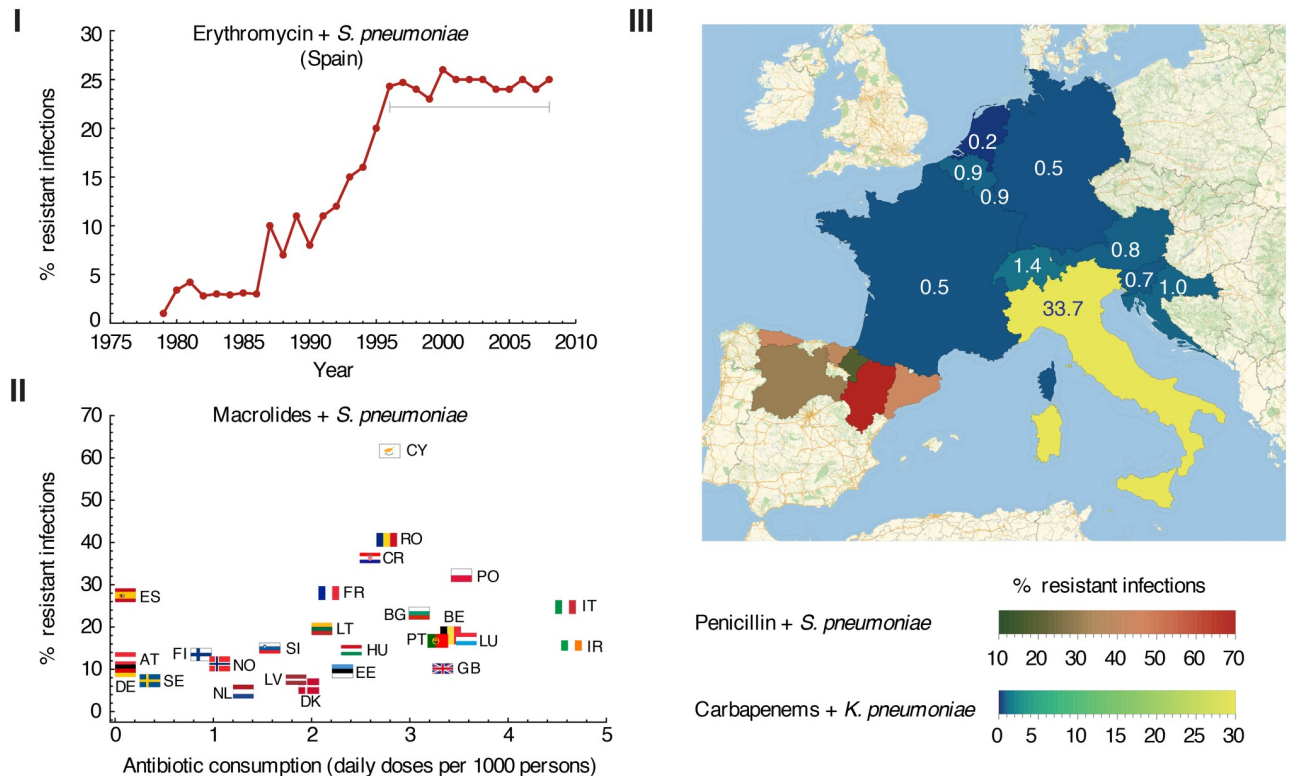 I
Erythromycin + S. pneumoniae
(Spain)
% resistant infections
30
25
20
15
10
5
0
1975 1980 1985 1990 1995 2000 2005 2010
Year
II
Macrolides + S. pneumoniae
% resistant infections
70
60
50
40
30
20
10
0
CY
RO
CR
PO
ES
FR
IT
BG
BE
LT
PT
LU
IR
AT
FI
NO
SI
HU
GB
DE
SE
NL
LV
DK
EE
0 1 2 3 4 5
Antibiotic consumption (daily doses per 1000 persons)
III
0.2
0.9
0.5
0.9
0.8
1.4
0.7
1.0
0.5
33.7
% resistant infections
Penicillin + S. pneumoniae
10 20 30 40 50 60 70
Carbapenems + K. pneumoniae
0 5 10 15 20 25 30